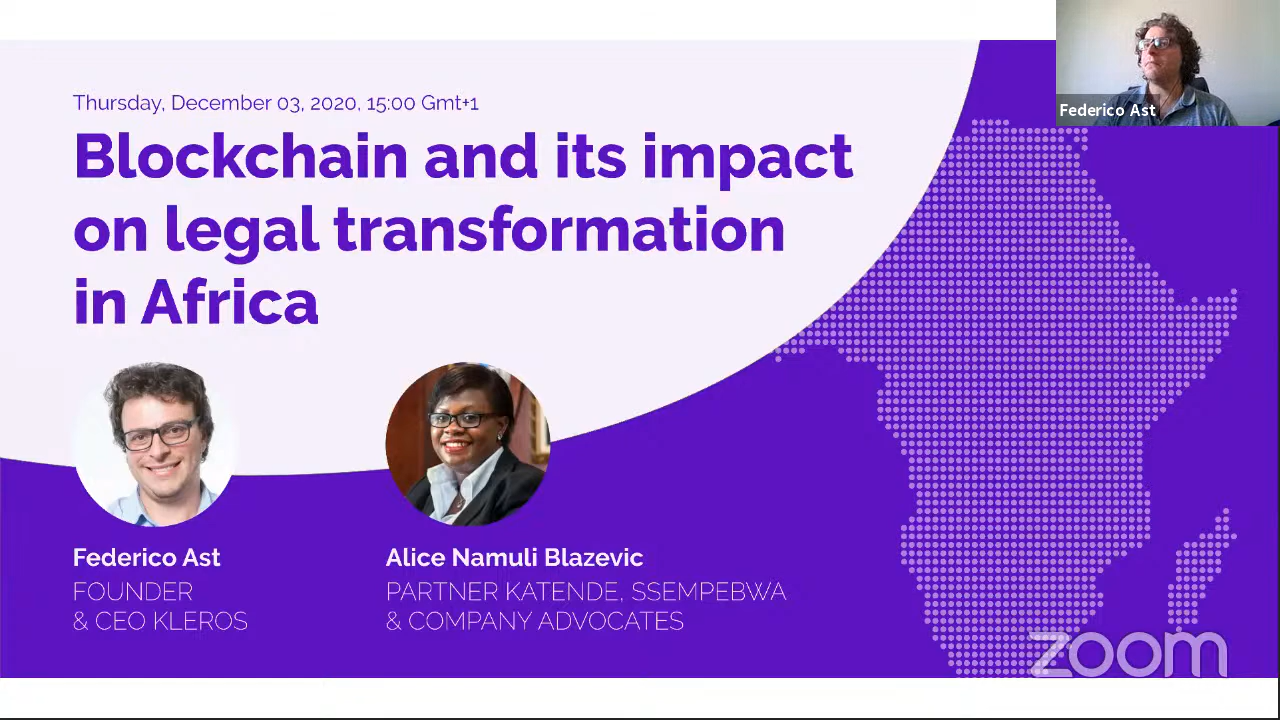 Thursday, December 03, 2020, 15:00 Gmt+1
Blockchain and its impact
on legal transformation
in Africa
Federico Ast
FOUNDER
& CEO KLEROS
Alice Namuli Blazevic
PARTNER KATENDE, SSEMPEBWA
& COMPANY ADVOCATES
Federico Ast
zoom